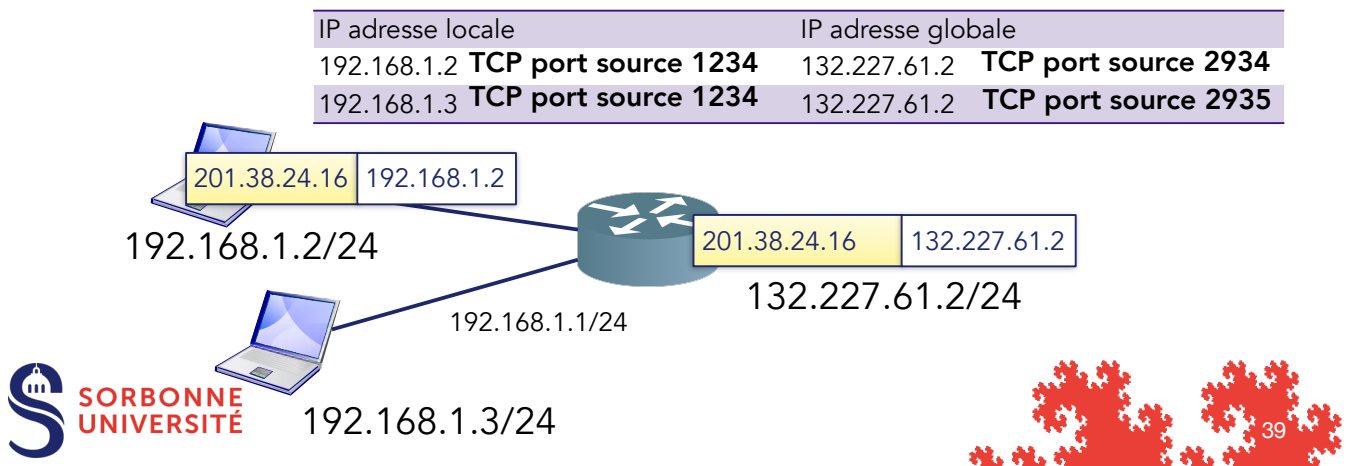 IP adresse locale IP adresse globale
192.168.1.2 TCP port source 1234 132.227.61.2 TCP port source 2934
192.168.1.3 TCP port source 1234 132.227.61.2 TCP port source 2935
201.38.24.16 192.168.1.2
192.168.1.2/24
201.38.24.16 132.227.61.2
132.227.61.2/24
192.168.1.1/24
192.168.1.3/24
SORBONNE
UNIVERSITÉ
39